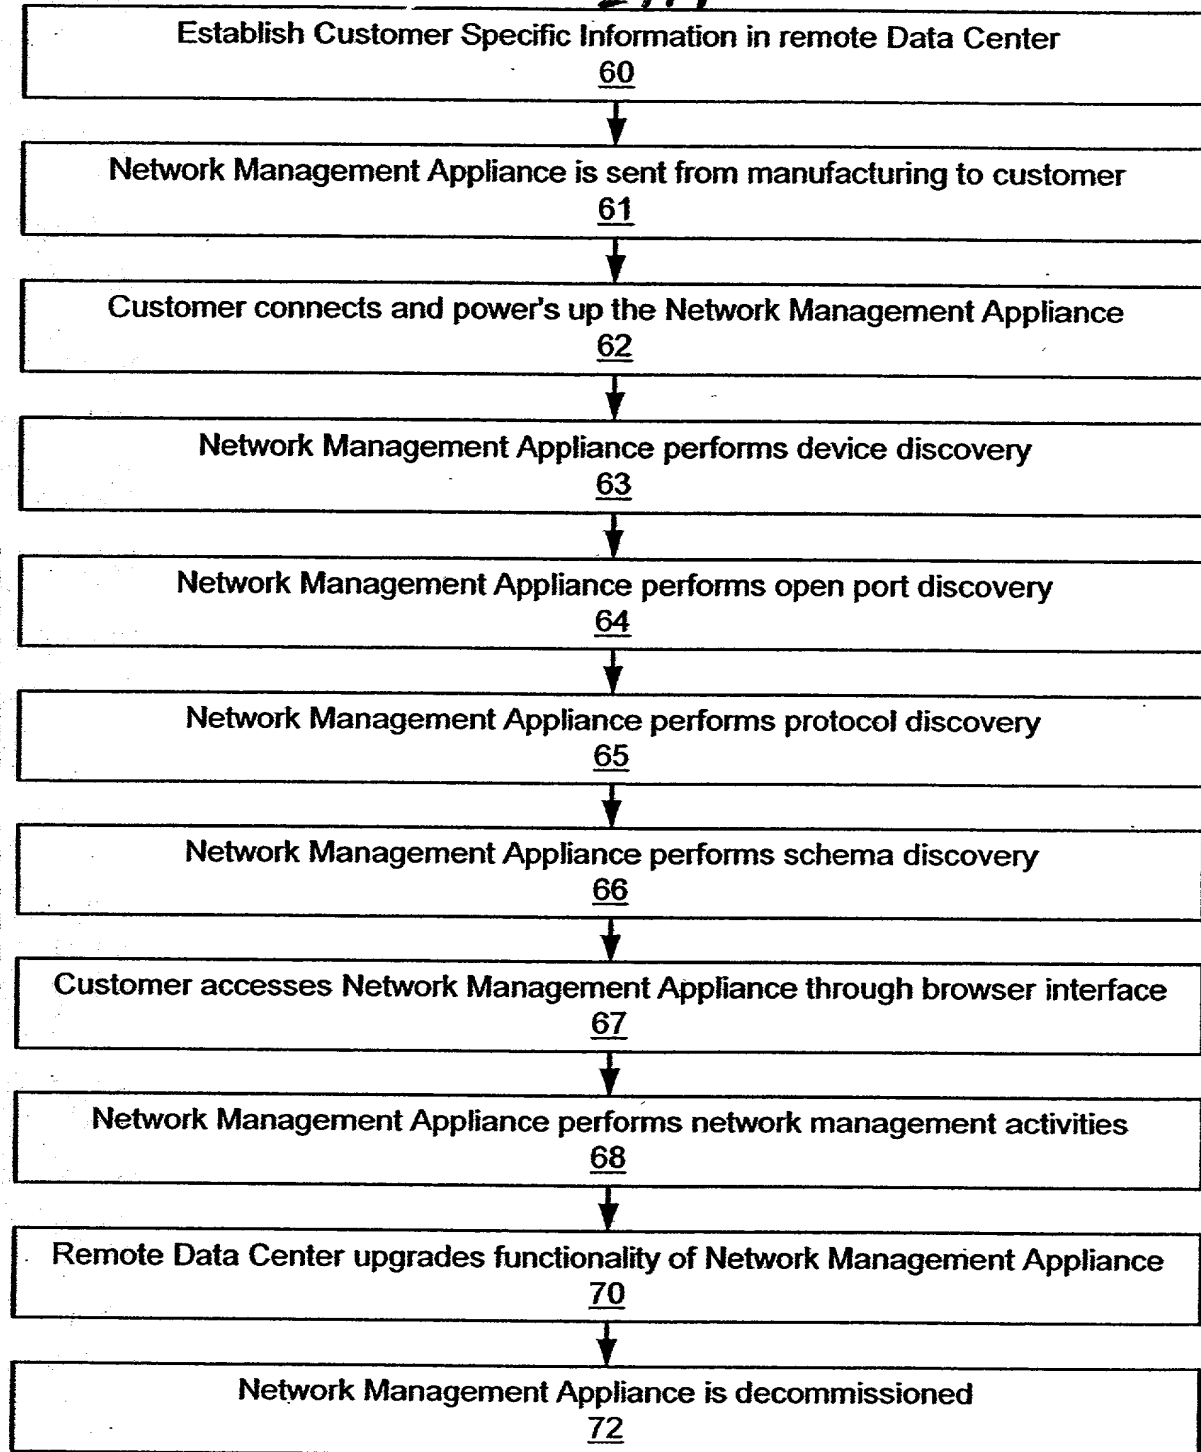 Establish Customer Specific Information in remote Data Center
60
Network Management Appliance is sent from manufacturing to customer
61
Customer connects and power's up the Network Management Appliance
62
Network Management Appliance performs device discovery
63
Network Management Appliance performs open port discovery
64
Network Management Appliance performs protocol discovery
65
Network Management Appliance performs schema discovery
66
Customer accesses Network Management Appliance through browser interface
67
Network Management Appliance performs network management activities
68
Remote Data Center upgrades functionality of Network Management Appliance
70
Network Management Appliance is decommissioned
72